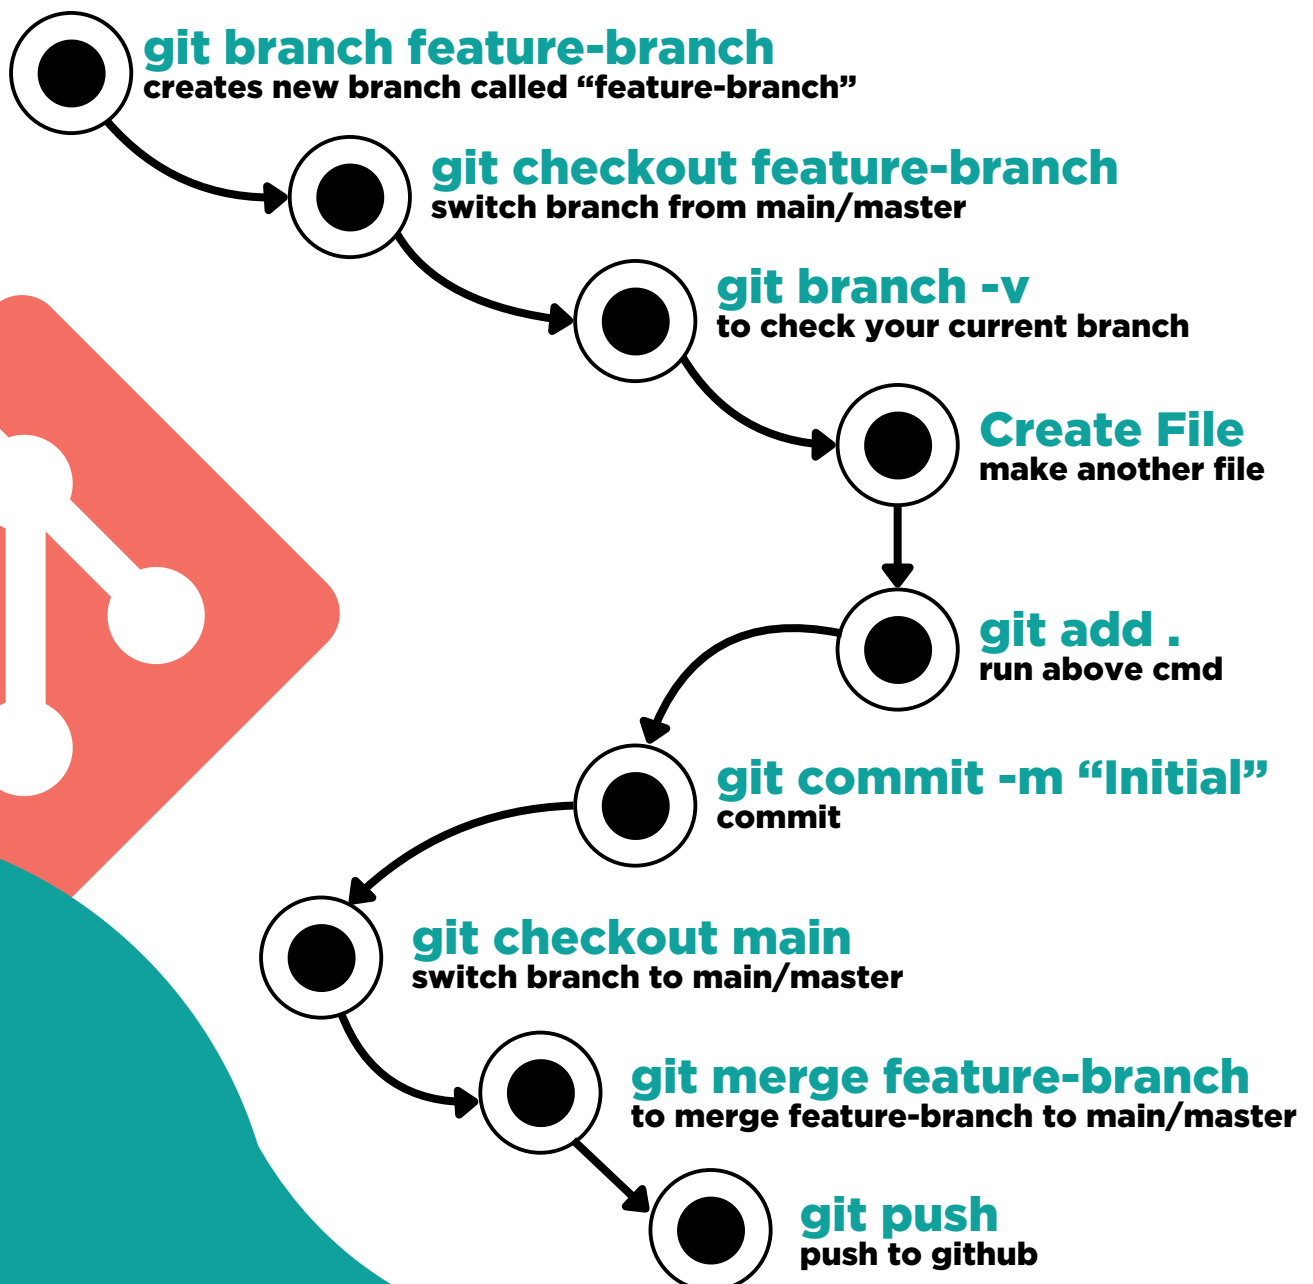 git branch feature-branch
creates new branch called “feature-branch”
git checkout feature-branch
switch branch from main/master
git branch -v
to check your current branch
Create File
make another file
git add .
run above cmd
git commit -m “Initial”
commit
git checkout main
switch branch to main/master
git merge feature-branch
to merge feature-branch to main/master
git push
push to github